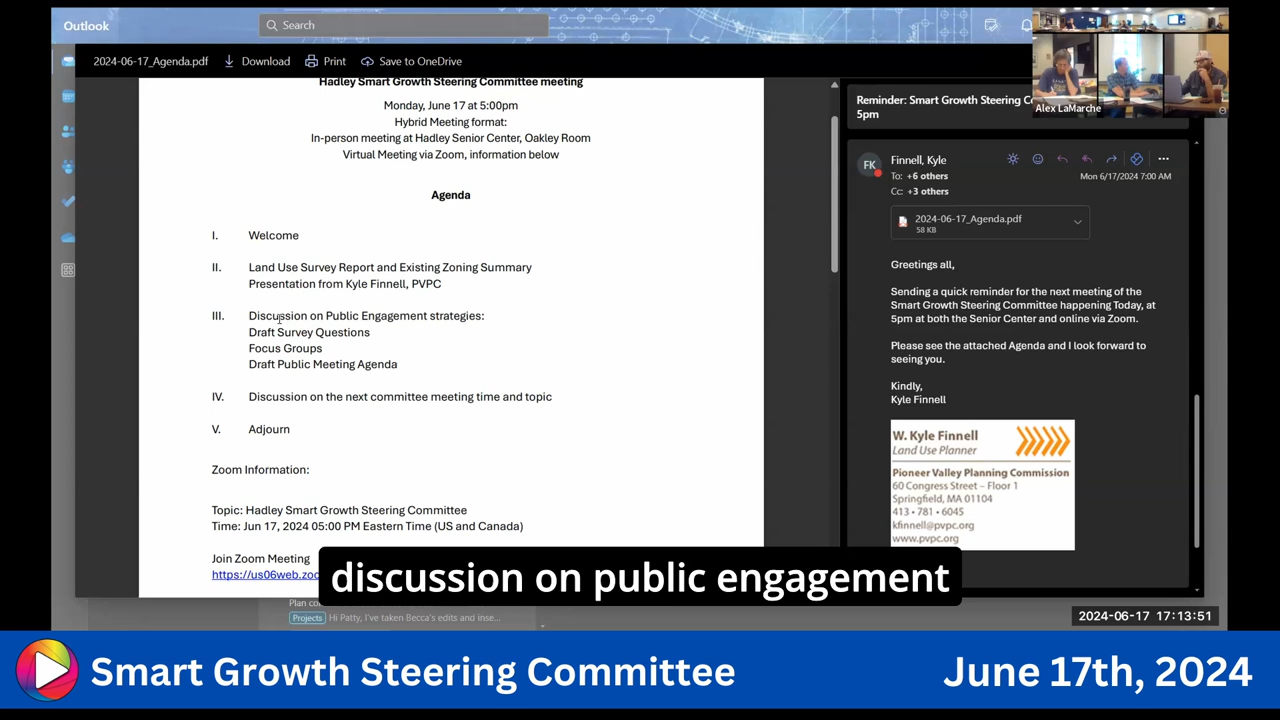 Outlook
Search
2024-06-17_Agenda.pdf
Download
Print
Save to OneDrive
Hadley Smart Growth Steering Committee meeting
Monday, June 17 at 5:00pm
Hybrid Meeting format:
In-person meeting at Hadley Senior Center, Oakley Room
Virtual Meeting via Zoom, information below
Agenda
I. Welcome
II. Land Use Survey Report and Existing Zoning Summary
Presentation from Kyle Finnell, PVPC
III. Discussion on Public Engagement strategies:
Draft Survey Questions
Focus Groups
Draft Public Meeting Agenda
IV. Discussion on the next committee meeting time and topic
V. Adjourn
Zoom Information:
Topic: Hadley Smart Growth Steering Committee
Time: Jun 17, 2024 05:00 PM Eastern Time (US and Canada)
Join Zoom Meeting
https://us06web.zoo
Reminder: Smart Growth Steering Co
5pm
Alex LaMarche
FK
Finnell, Kyle
To: +6 others
Cc: +3 others
Mon 6/17/2024 7:00 AM
2024-06-17_Agenda.pdf
58 KB
Greetings all,
Sending a quick reminder for the next meeting of the
Smart Growth Steering Committee happening Today, at
5pm at both the Senior Center and online via Zoom.
Please see the attached Agenda and I look forward to
seeing you.
Kindly,
Kyle Finnell
W. Kyle Finnell
Land Use Planner
Pioneer Valley Planning Commission
60 Congress Street – Floor 1
Springfield, MA 01104
413 • 781 • 6045
kfinnell@pvpc.org
www.pvpc.org
discussion on public engagement
Plan co
Projects
Hi Patty, I've taken Becca's edits and inse...
2024-06-17 17:13:51
Smart Growth Steering Committee
June 17th, 2024